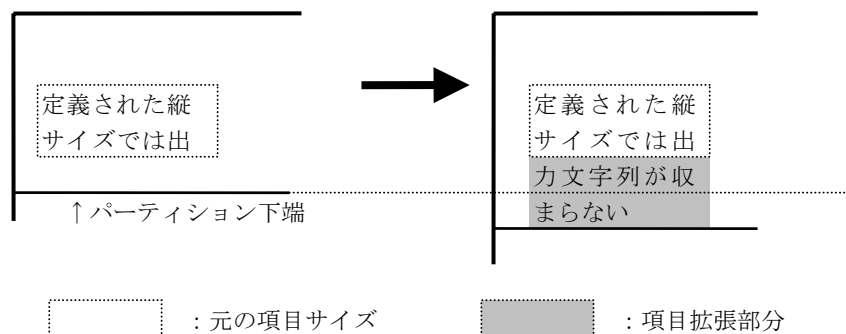 定義された縦
サイズでは出
↑パーティション下端
定義された縦
サイズでは出
力文字列が収
まらない
：元の項目サイズ
：項目拡張部分